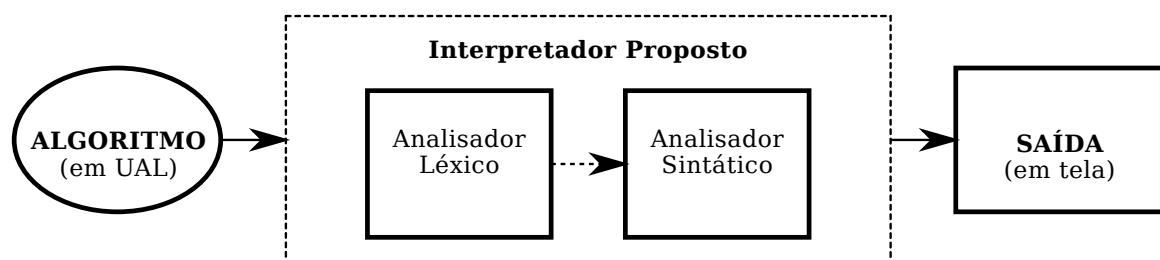 Interpretador Proposto
ALGORITMO
(em UAL)
Analisador
Léxico
Analisador
Sintático
SAÍDA
(em tela)